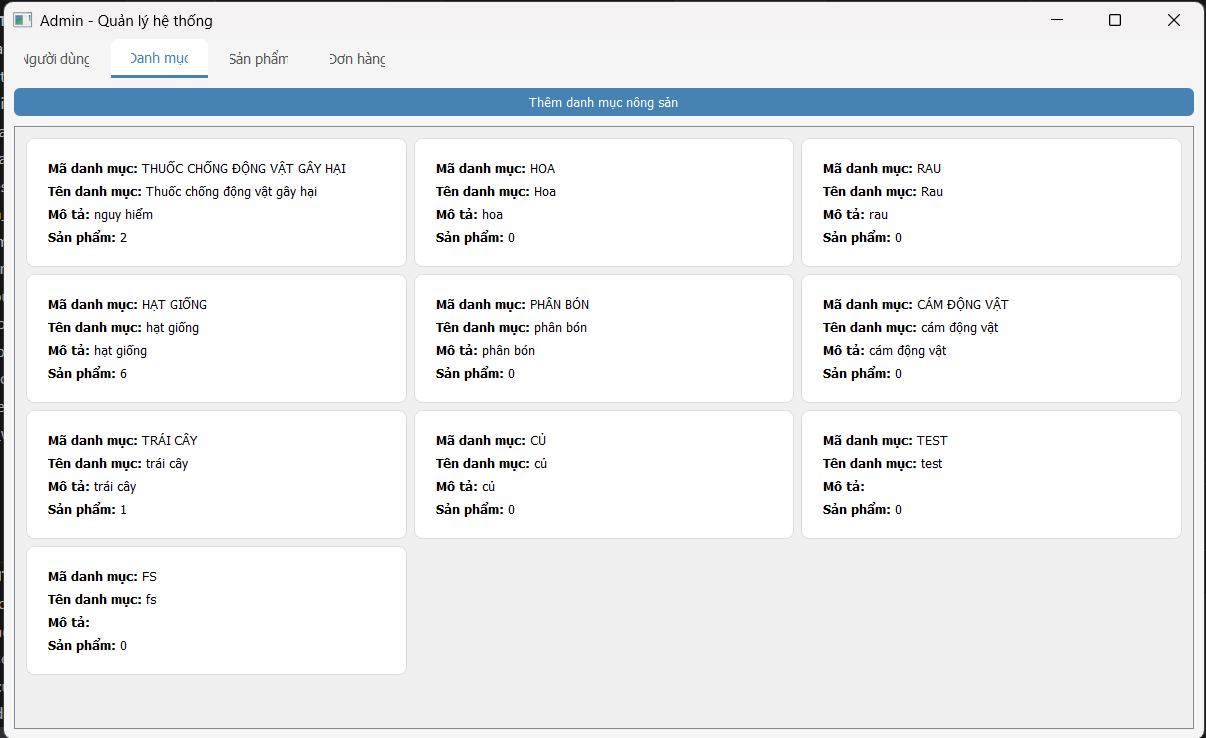 Admin - Quản lý hệ thống
Người dùng Danh mục Sản phẩm Đơn hàng
Thêm danh mục nông sản
Mã danh mục: THUỐC CHỐNG ĐỘNG VẬT GÂY HẠI
Tên danh mục: Thuốc chống động vật gây hại
Mô tả: nguy hiểm
Sản phẩm: 2
Mã danh mục: HOA
Tên danh mục: Hoa
Mô tả: hoa
Sản phẩm: 0
Mã danh mục: RAU
Tên danh mục: Rau
Mô tả: rau
Sản phẩm: 0
Mã danh mục: HẠT GIỐNG
Tên danh mục: hạt giống
Mô tả: hạt giống
Sản phẩm: 6
Mã danh mục: PHÂN BÓN
Tên danh mục: phân bón
Mô tả: phân bón
Sản phẩm: 0
Mã danh mục: CÁM ĐỘNG VẬT
Tên danh mục: cám động vật
Mô tả: cám động vật
Sản phẩm: 0
Mã danh mục: TRÁI CÂY
Tên danh mục: trái cây
Mô tả: trái cây
Sản phẩm: 1
Mã danh mục: CỦ
Tên danh mục: củ
Mô tả: củ
Sản phẩm: 0
Mã danh mục: TEST
Tên danh mục: test
Mô tả:
Sản phẩm: 0
Mã danh mục: FS
Tên danh mục: fs
Mô tả:
Sản phẩm: 0